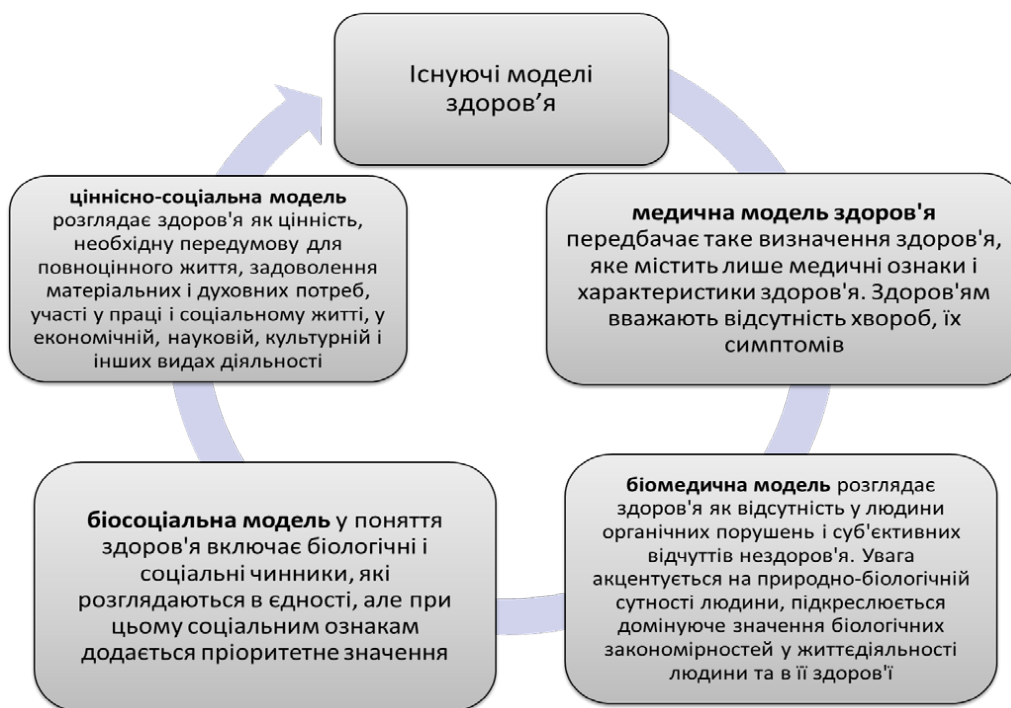 Існуючі моделі
здоров’я
медична модель здоров'я
передбачає таке визначення здоров'я,
яке містить лише медичні ознаки і
характеристики здоров'я. Здоров'ям
вважають відсутність хвороб, їх
симптомів
біомедична модель розглядає
здоров'я як відсутність у людини
органічних порушень і суб'єктивних
відчуттів нездоров'я. Увага
акцентується на природно-біологічній
сутності людини, підкреслюється
домінуюче значення біологічних
закономірностей у життєдіяльності
людини та в її здоров'ї
біосоціальна модель у поняття
здоров'я включає біологічні і
соціальні чинники, які
розглядаються в єдності, але при
цьому соціальним ознакам
додається пріоритетне значення
ціннісно-соціальна модель
розглядає здоров'я як цінність,
необхідну передумову для
повноцінного життя, задоволення
матеріальних і духовних потреб,
участі у праці і соціальному житті, у
економічній, науковій, культурній і
інших видах діяльності